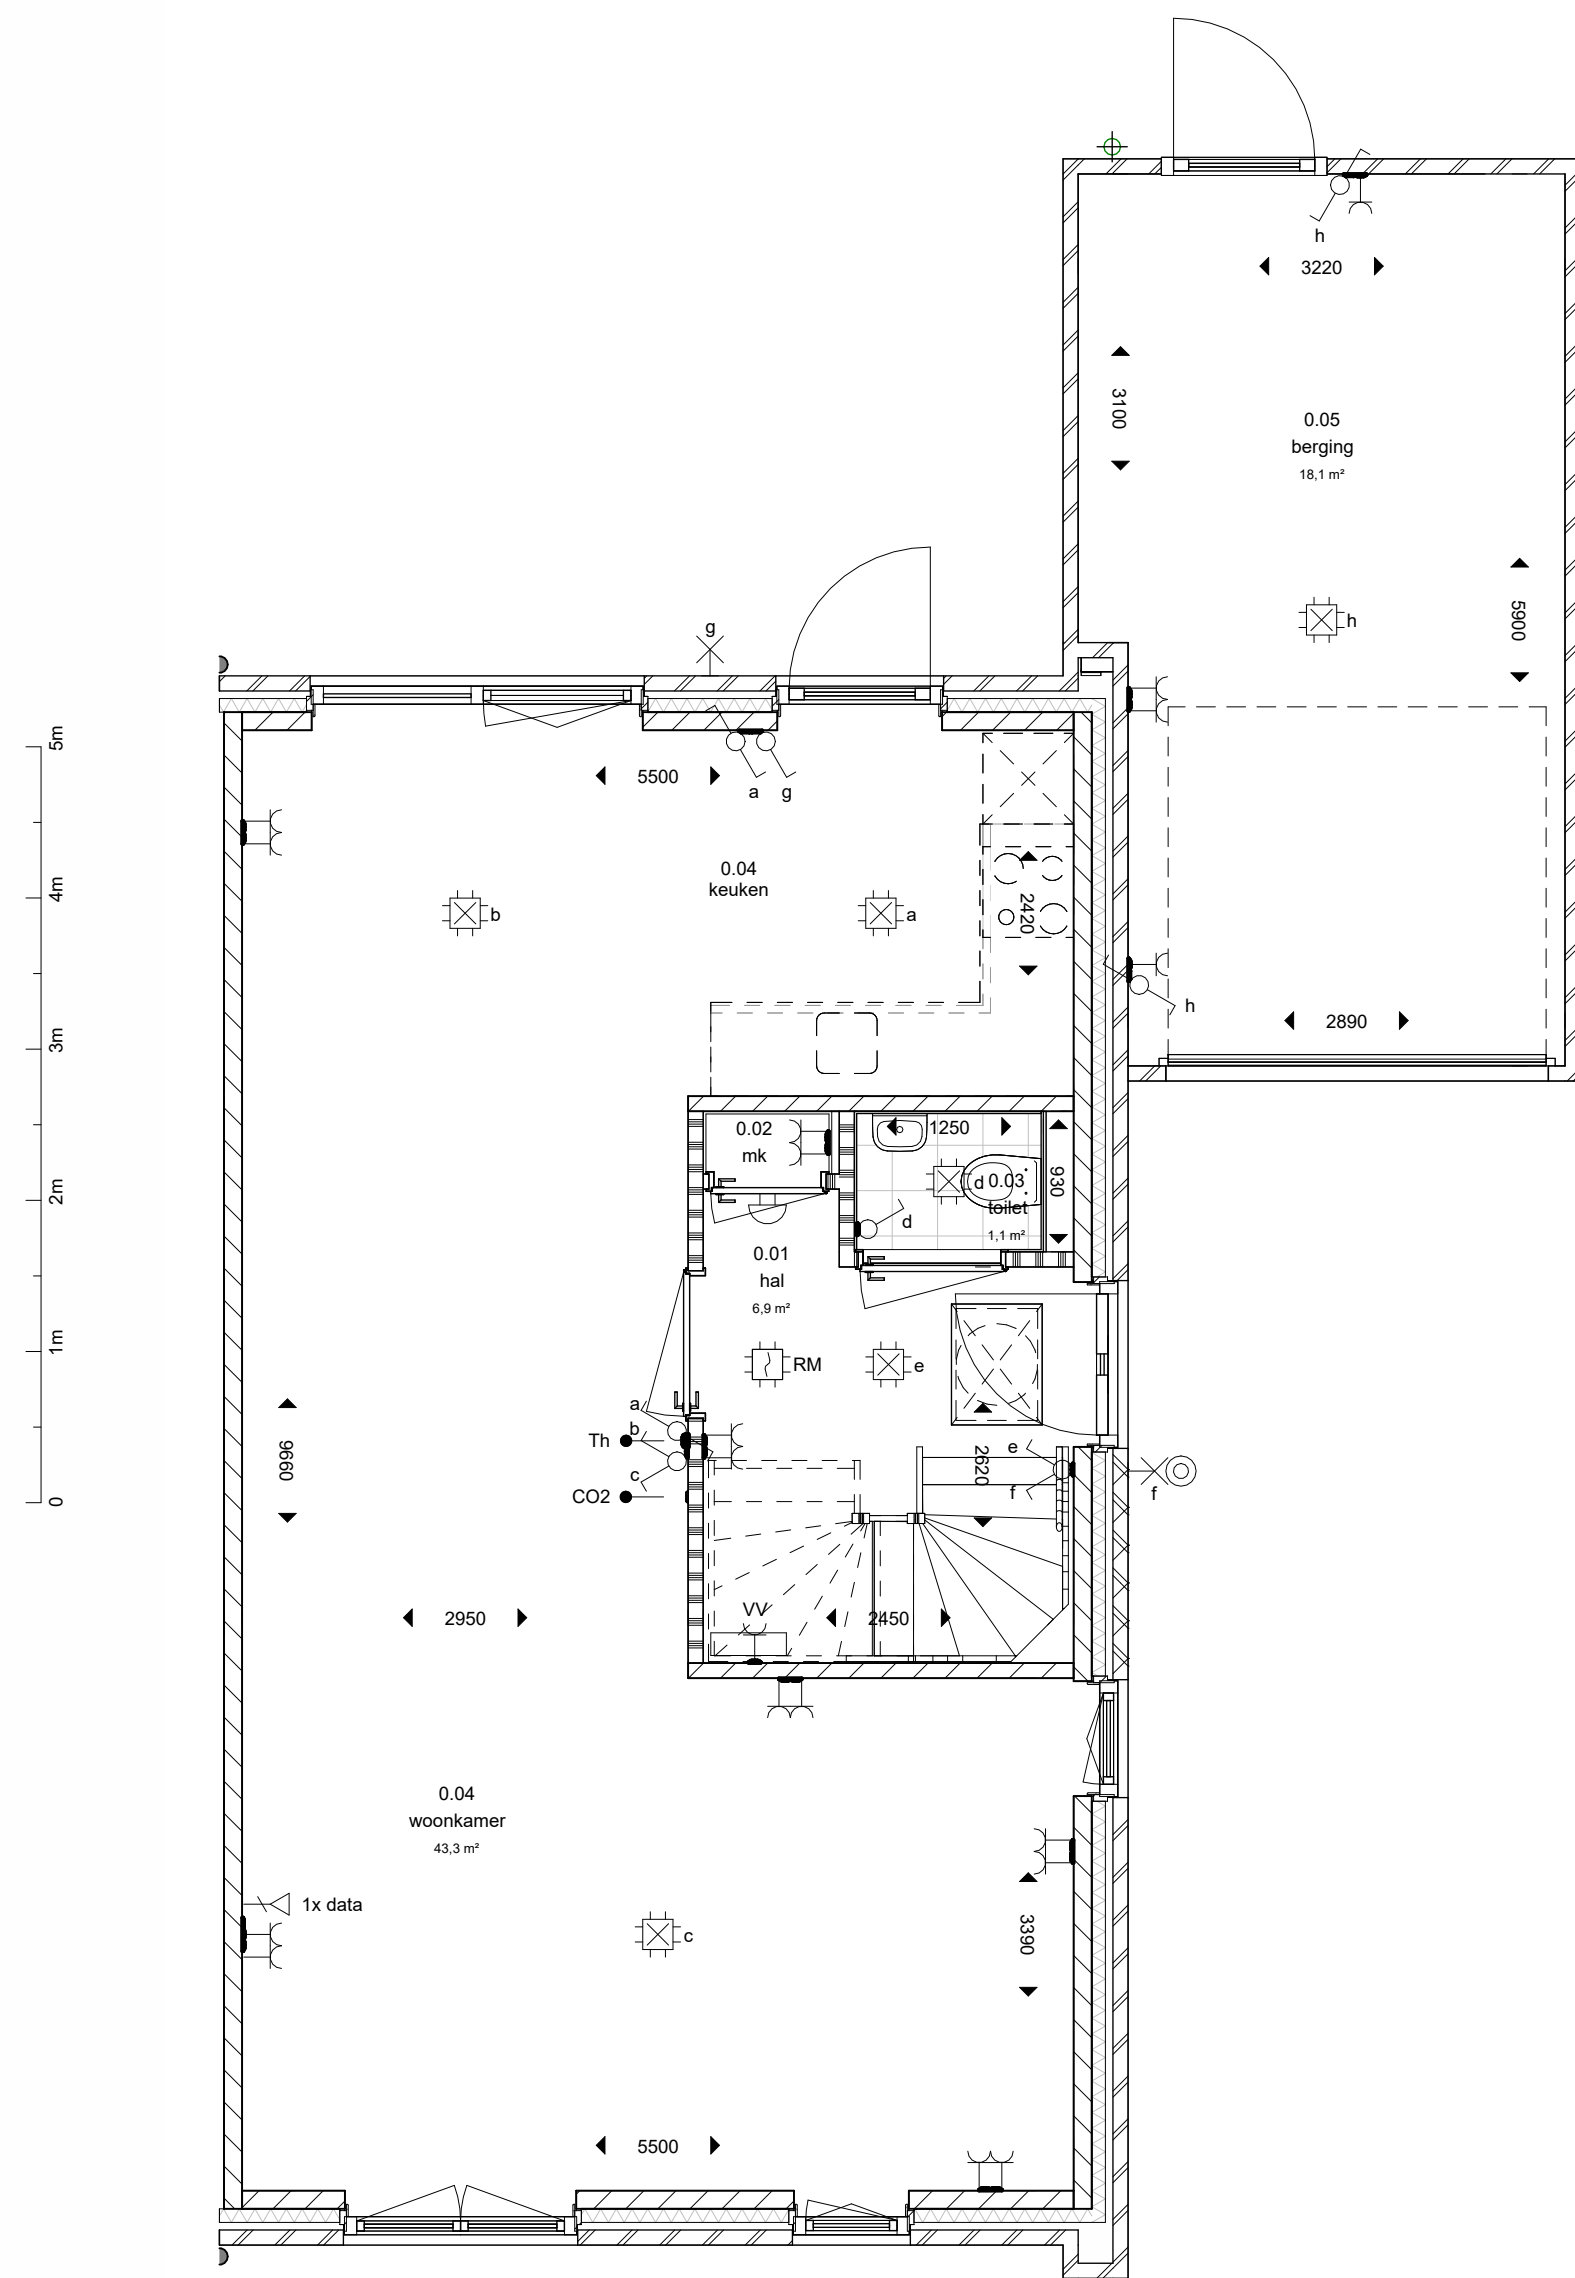 h
3220
3100
0.05
berging
18,1 m²
5900
h
g
5m
5500
a
g
0.04
keuken
4m
b
a
2420
h
3m
2890
0.02
mk
1250
930
2m
d
0.03
toilet
1,1 m²
d
0.01
hal
6,9 m²
1m
RM
e
a
b
Th
c
CO2
9660
0
e
2620
f
f
VV
2950
2450
0.04
woonkamer
43,3 m²
1x data
c
3390
5500